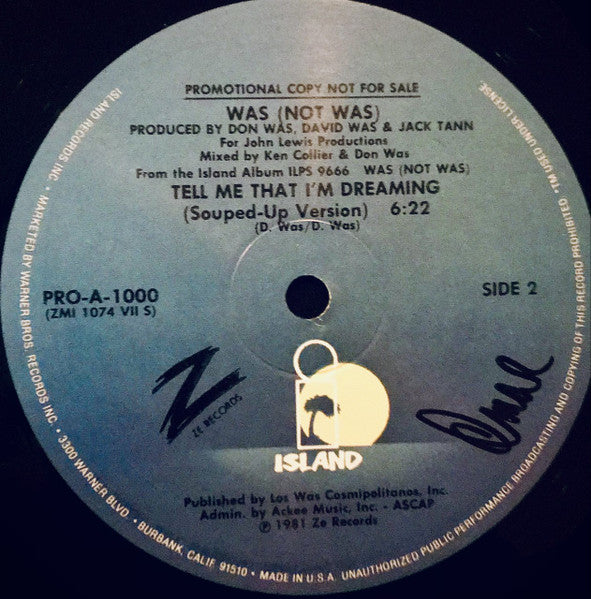 PROMOTIONAL COPY NOT FOR SALE
WAS (NOT WAS)
PRODUCED BY DON WAS, DAVID WAS & JACK TANN
For John Lewis Productions
Mixed by Ken Collier & Don Was
From the Island Album ILPS 9666 WAS (NOT WAS)
TELL ME THAT I'M DREAMING
(Souped-Up Version) 6:22
(D. Was/D. Was)
PRO-A-1000
(ZMI 1074 VII S)
SIDE 2
Z
ZE RECORDS
ISLAND
Published by Los Was Cosmipolitanos, Inc.
Admin. by Ackee Music, Inc. - ASCAP
℗ 1981 Ze Records
ISLAND RECORDS INC. • MARKETED BY WARNER BROS. RECORDS INC. • 3300 WARNER BLVD. • BURBANK, CALIF. 91510 • MADE IN U.S.A. UNAUTHORIZED PUBLIC PERFORMANCE BROADCASTING AND COPYING OF THIS RECORD PROHIBITED • TM USED UNDER LICENSE.